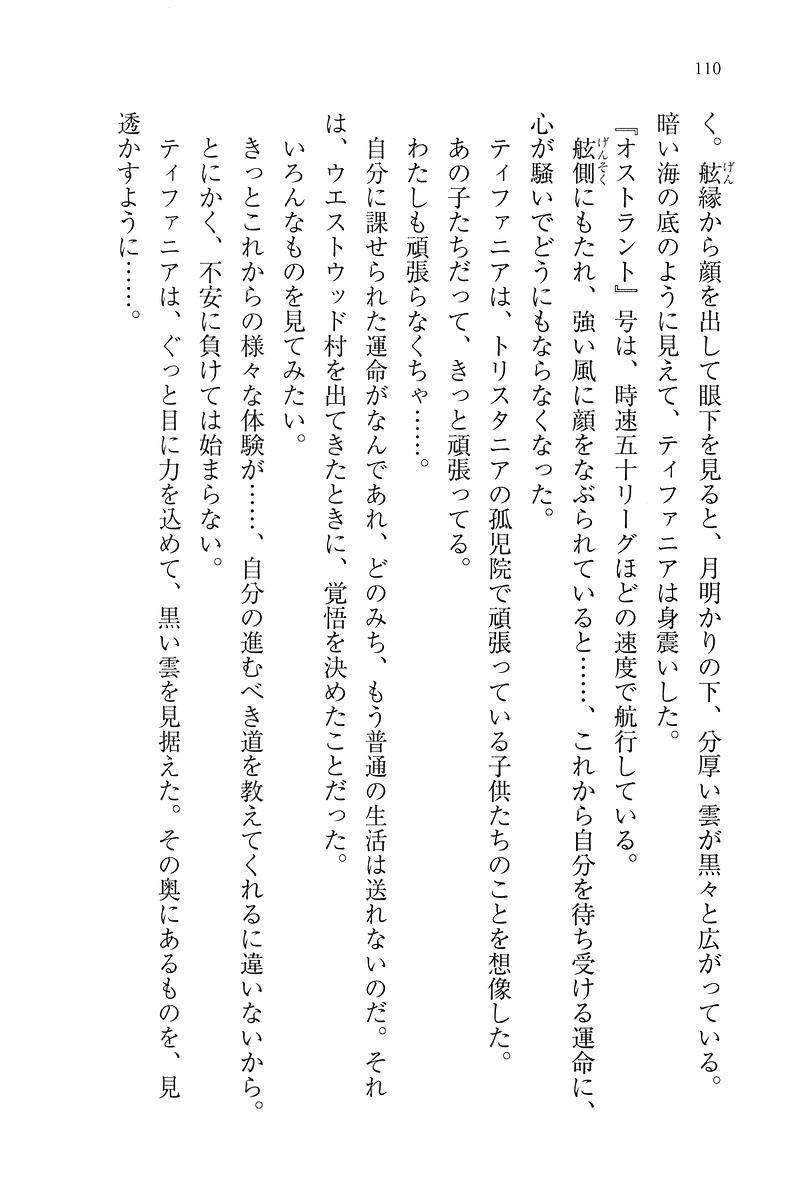 110
く。舷縁から顔を出して眼下を見ると、月明かりの下、分厚い雲が黒々と広がっている。
暗い海の底のように見えて、ティファニアは身震いした。
『オストラント』号は、時速五十リーグほどの速度で航行している。
舷側にもたれ、強い風に顔をなぶられていると……、これから自分を待ち受ける運命に、
心が騒いでどうにもならなくなった。
ティファニアは、トリスタニアの孤児院で頑張っている子供たちのことを想像した。
あの子たちだって、きっと頑張ってる。
わたしも頑張らなくちゃ……。
自分に課せられた運命がなんであれ、どのみち、もう普通の生活は送れないのだ。それ
は、ウエストウッド村を出てきたときに、覚悟を決めたことだった。
いろんなものを見てみたい。
きっとこれからの様々な体験が……、自分の進むべき道を教えてくれるに違いないから。
とにかく、不安に負けては始まらない。
ティファニアは、ぐっと目に力を込めて、黒い雲を見据えた。その奥にあるものを、見
透かすように……。